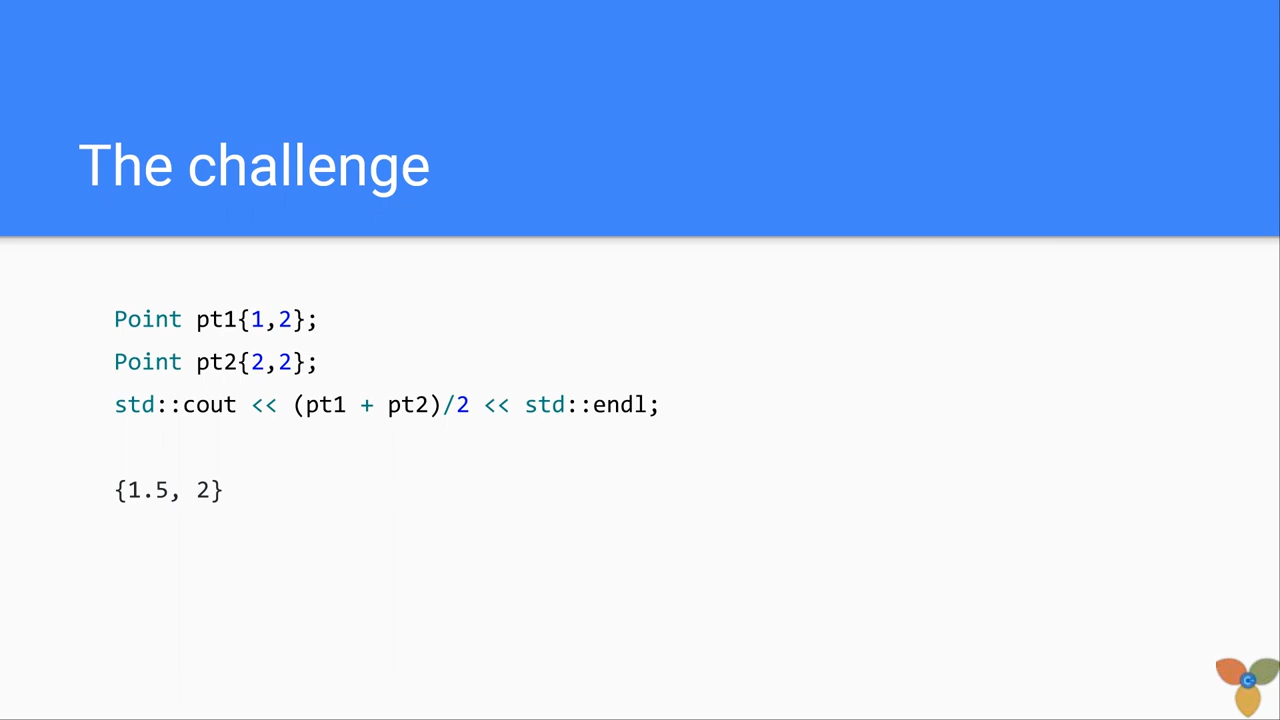 The challenge
Point pt1{1,2};
Point pt2{2,2};
std::cout << (pt1 + pt2)/2 << std::endl;
{1.5, 2}